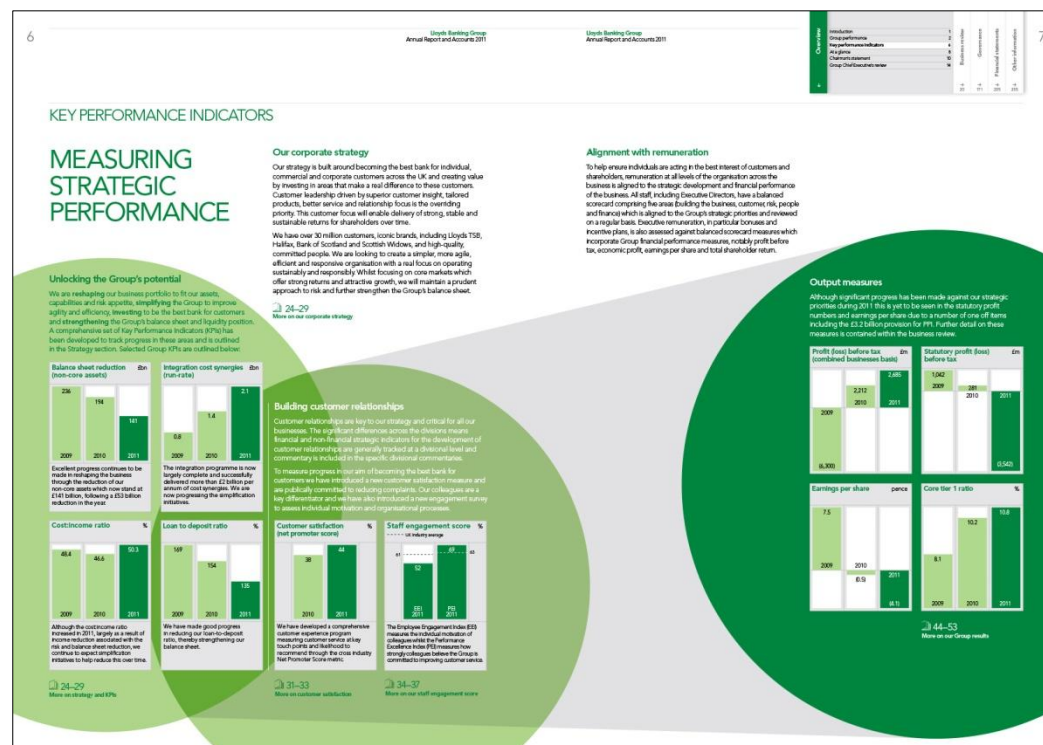 6
Lloyds Banking Group
Annual Report and Accounts 2011
Lloyds Banking Group
Annual Report and Accounts 2011
Overview
Introduction 1
Group performance 2
Key performance indicators 6
At a glance 8
Chairman's statement 10
Group Chief Executive's review 14
Business review
Governance
Financial statements
Other information
7
KEY PERFORMANCE INDICATORS
MEASURING
STRATEGIC
PERFORMANCE
Our corporate strategy
Our strategy is built around becoming the best bank for individual,
commercial and corporate customers across the UK and creating value
by investing in areas that make a real difference to these customers.
Customer leadership driven by superior customer insight, tailored
products, better service and relationship focus is the overriding
priority. This customer focus will enable delivery of strong, stable and
sustainable returns for shareholders over time.
We have over 30 million customers, iconic brands, including Lloyds TSB,
Halifax, Bank of Scotland and Scottish Widows, and high-quality,
committed people. We are looking to create a simpler, more agile,
efficient and responsive organisation with a real focus on operating
sustainably and responsibly. Whilst focusing on core markets which
offer strong returns and attractive growth, we will maintain a prudent
approach to risk and further strengthen the Group's balance sheet.
24–29
More on our corporate strategy
Alignment with remuneration
To help ensure individuals are acting in the best interest of customers and
shareholders, remuneration at all levels of the organisation across the
business is aligned to the strategic development and financial performance
of the business. All staff, including Executive Directors, have a balanced
scorecard comprising five areas (building the business, customer, risk, people
and finance) which is aligned to the Group's strategic priorities and reviewed
on a regular basis. Executive remuneration, in particular bonuses and
incentive plans, is also assessed against balanced scorecard measures which
incorporate Group financial performance measures, notably profit before
tax, economic profit, earnings per share and total shareholder return.
Unlocking the Group's potential
We are reshaping our business portfolio to fit our assets,
capabilities and risk appetite, simplifying the Group to improve
agility and efficiency, investing to be the best bank for customers
and strengthening the Group's balance sheet and liquidity position.
A comprehensive set of Key Performance Indicators (KPIs) has
been developed to track progress in these areas and is outlined
in the Strategy section. Selected Group KPIs are outlined below:
Balance sheet reduction £bn
(non-core assets)
236
194
141
2009 2010 2011
Excellent progress continues to be
made in reshaping the business
through the reduction of our
non-core assets which now stand at
£141 billion, following a £53 billion
reduction in the year.
Integration cost synergies £bn
(run-rate)
2.1
1.4
0.8
2009 2010 2011
The integration programme is now
largely complete and successfully
delivered more than £2 billion per
annum of cost synergies. We are
now progressing the simplification
initiatives.
Cost:income ratio %
48.4
46.6
50.3
2009 2010 2011
Although the cost:income ratio
increased in 2011, largely as a result of
income reduction associated with the
risk and balance sheet reduction, we
continue to expect simplification
initiatives to help reduce this over time.
Loan to deposit ratio %
169
154
135
2009 2010 2011
We have made good progress
in reducing our loan-to-deposit
ratio, thereby strengthening our
balance sheet.
24–29
More on strategy and KPIs
Building customer relationships
Customer relationships are key to our strategy and critical for all our
businesses. The significant differences across the divisions means
financial and non-financial strategic indicators for the development of
customer relationships are generally tracked at a divisional level and
commentary is included in the specific divisional commentaries.
To measure progress in our aim of becoming the best bank for
customers we have introduced a new customer satisfaction measure and
are publically committed to reducing complaints. Our colleagues are a
key differentiator and we have also introduced a new engagement survey
to assess individual motivation and organisational processes.
Customer satisfaction %
(net promoter score)
38
44
2010 2011
We have developed a comprehensive
customer experience program
measuring customer service at key
touch points and likelihood to
recommend through the cross industry
Net Promoter Score metric.
31–33
More on customer satisfaction
Staff engagement score %
UK industry average
52
69
EEI PEI
2011 2011
The Employee Engagement Index (EEI)
measures the individual motivation of
colleagues whilst the Performance
Excellence Index (PEI) measures how
strongly colleagues believe the Group is
committed to improving customer service.
34–37
More on our staff engagement score
Output measures
Although significant progress has been made against our strategic
priorities during 2011 this is yet to be seen in the statutory profit
numbers and earnings per share due to a number of one off items
including the £3.2 billion provision for PPI. Further detail on these
measures is contained within the business review.
Profit (loss) before tax £m
(combined businesses basis)
2,685
2,212
2009 2010 2011
(6,300)
Statutory profit (loss) £m
before tax
1,042
2009
281
2010
2011
(3,542)
Earnings per share pence
7.5
2009 2010
(0.5)
2011
(4.1)
Core tier 1 ratio %
8.1
10.2
10.8
2009 2010 2011
44–53
More on our Group results